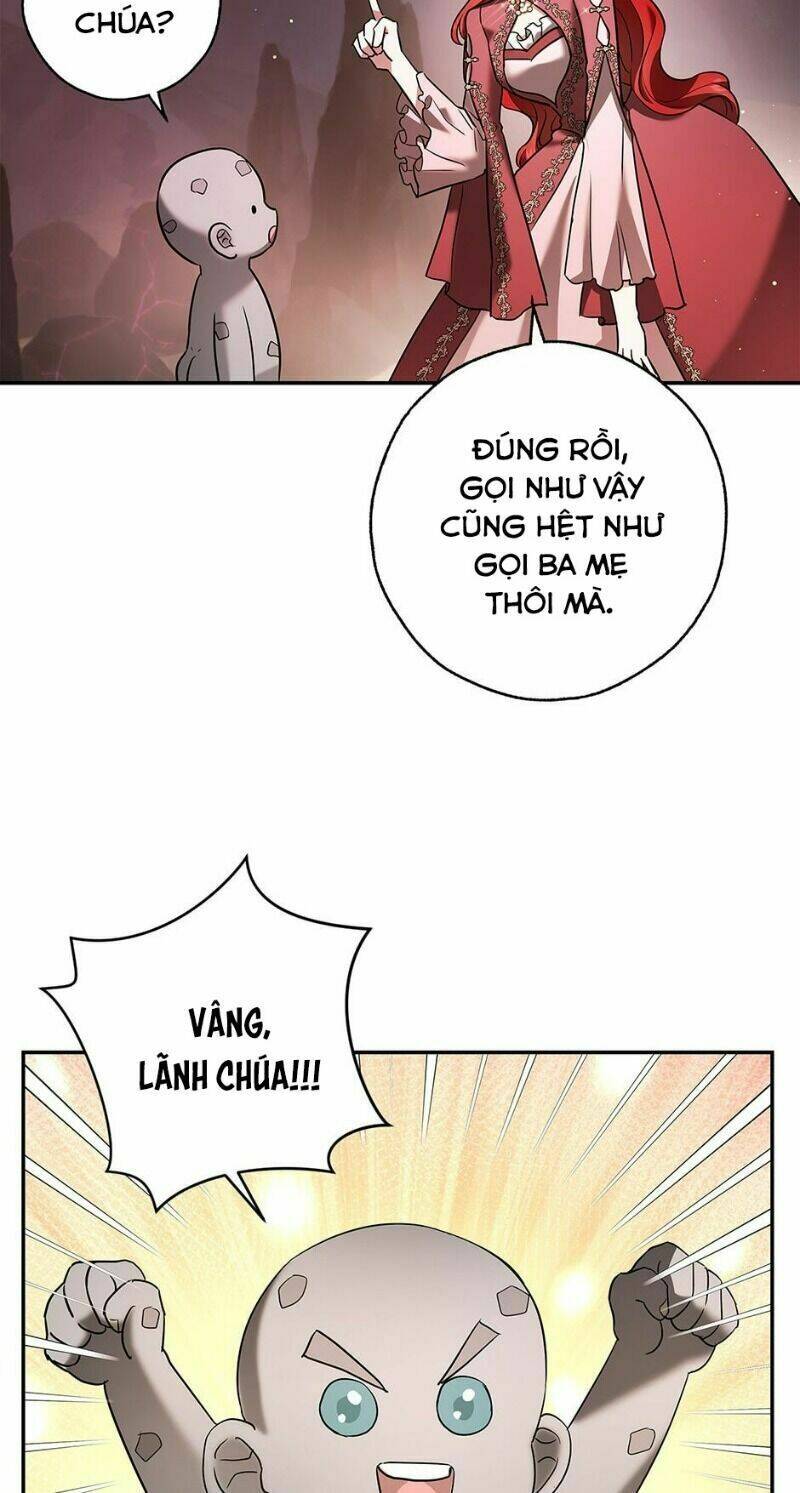 CHÚA?
ĐÚNG RỒI,
GỌI NHƯ VẬY
CŨNG HỆT NHƯ
GỌI BA MẸ
THÔI MÀ.
VÂNG,
LÃNH CHÚA!!!